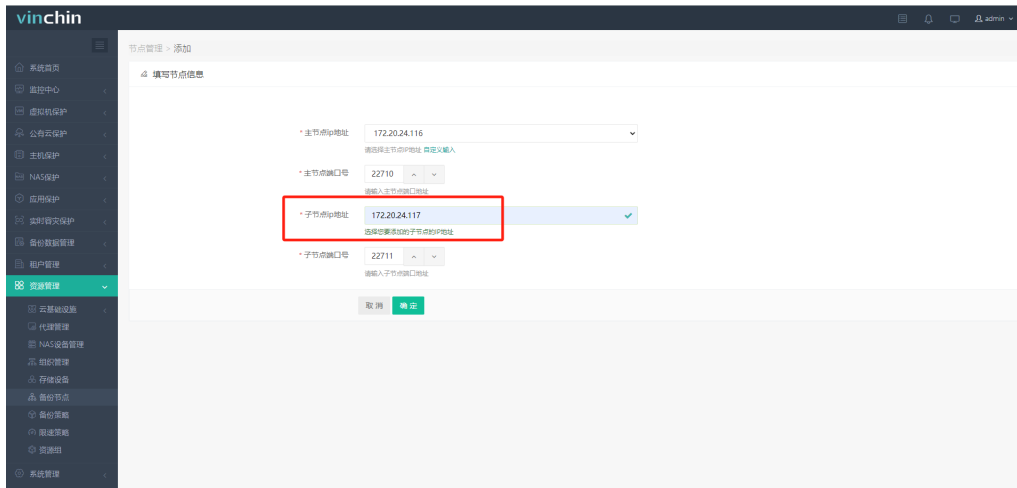 vinchin
admin
节点管理 > 添加
系统首页
填写节点信息
监控中心
虚拟机保护
公有云保护
* 主节点ip地址 172.20.24.116
请选择主节点IP地址 自定义输入
主机保护
NAS保护
* 主节点端口号 22710
请输入主节点端口地址
应用保护
* 子节点ip地址 172.20.24.117
选择您要添加的子节点的IP地址
实时容灾保护
备份数据管理
* 子节点端口号 22711
请输入子节点端口地址
租户管理
资源管理
取消 确定
云基础设施
代理管理
NAS设备管理
组织管理
存储设备
备份节点
备份策略
限速策略
资源组
系统管理